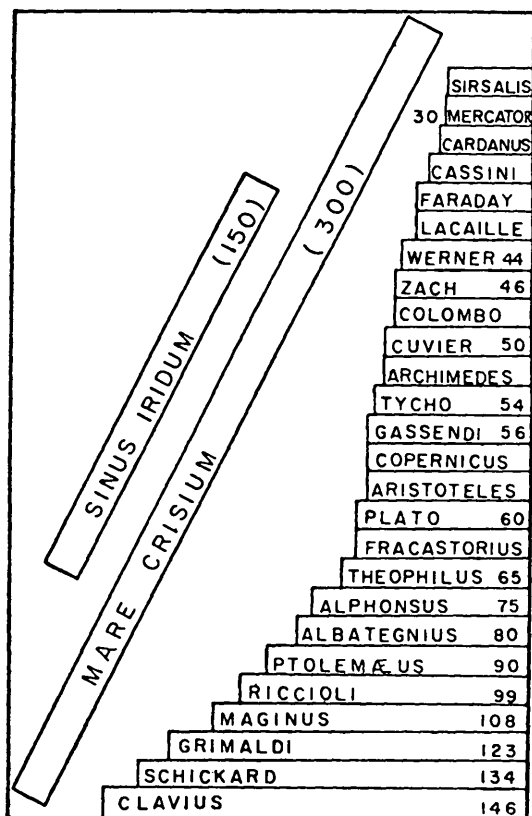 SIRSALIS
30 MERCATOR
CARDANUS
CASSINI
FARADAY
LACAILLE
WERNER 44
ZACH 46
COLOMBO
CUVIER 50
ARCHIMEDES
TYCHO 54
GASSENDI 56
COPERNICUS
ARISTOTELES
PLATO 60
FRACASTORIUS
THEOPHILUS 65
ALPHONSUS 75
ALBATEGNIUS 80
PTOLEMÆUS 90
RICCIOLI 99
MAGINUS 108
GRIMALDI 123
SCHICKARD 134
CLAVIUS 146
SINUS IRIDUM (150)
MARE CRISIUM (300)